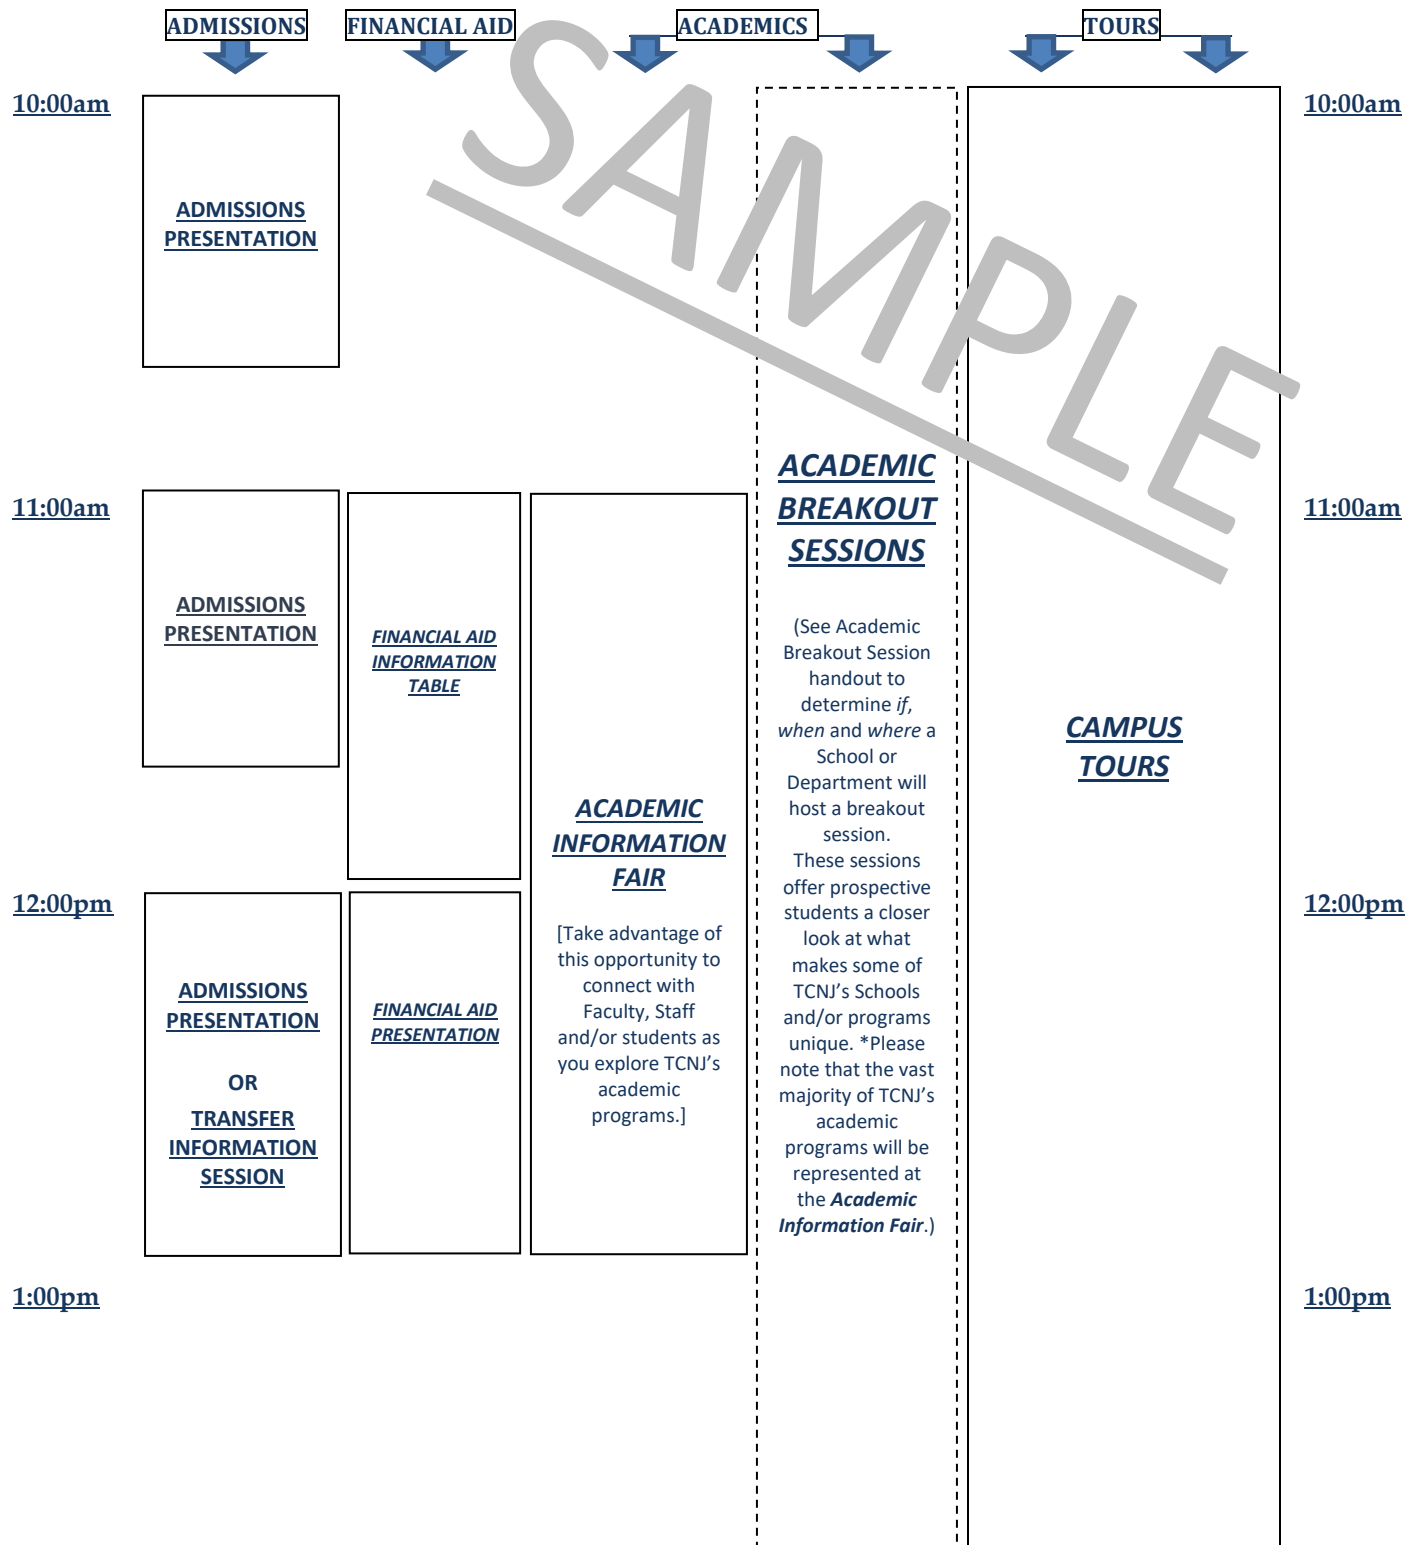 ADMISSIONS
FINANCIAL AID
ACADEMICS
TOURS
SAMPLE
10:00am
10:00am
ADMISSIONS
PRESENTATION
11:00am
11:00am
ADMISSIONS
PRESENTATION
FINANCIAL AID
INFORMATION
TABLE
12:00pm
12:00pm
ADMISSIONS
PRESENTATION
OR
TRANSFER
INFORMATION
SESSION
FINANCIAL AID
PRESENTATION
ACADEMIC
INFORMATION
FAIR
[Take advantage of
this opportunity to
connect with
Faculty, Staff
and/or students as
you explore TCNJ’s
academic
programs.]
ACADEMIC
BREAKOUT
SESSIONS
(See Academic
Breakout Session
handout to
determine if,
when and where a
School or
Department will
host a breakout
session.
These sessions
offer prospective
students a closer
look at what
makes some of
TCNJ’s Schools
and/or programs
unique. *Please
note that the vast
majority of TCNJ’s
academic
programs will be
represented at
the Academic
Information Fair.)
CAMPUS
TOURS
1:00pm
1:00pm